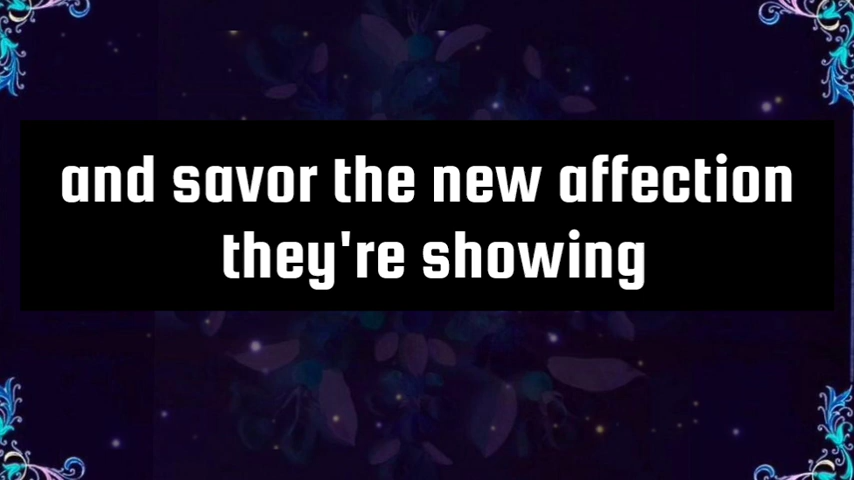 and savor the new affection
they're showing